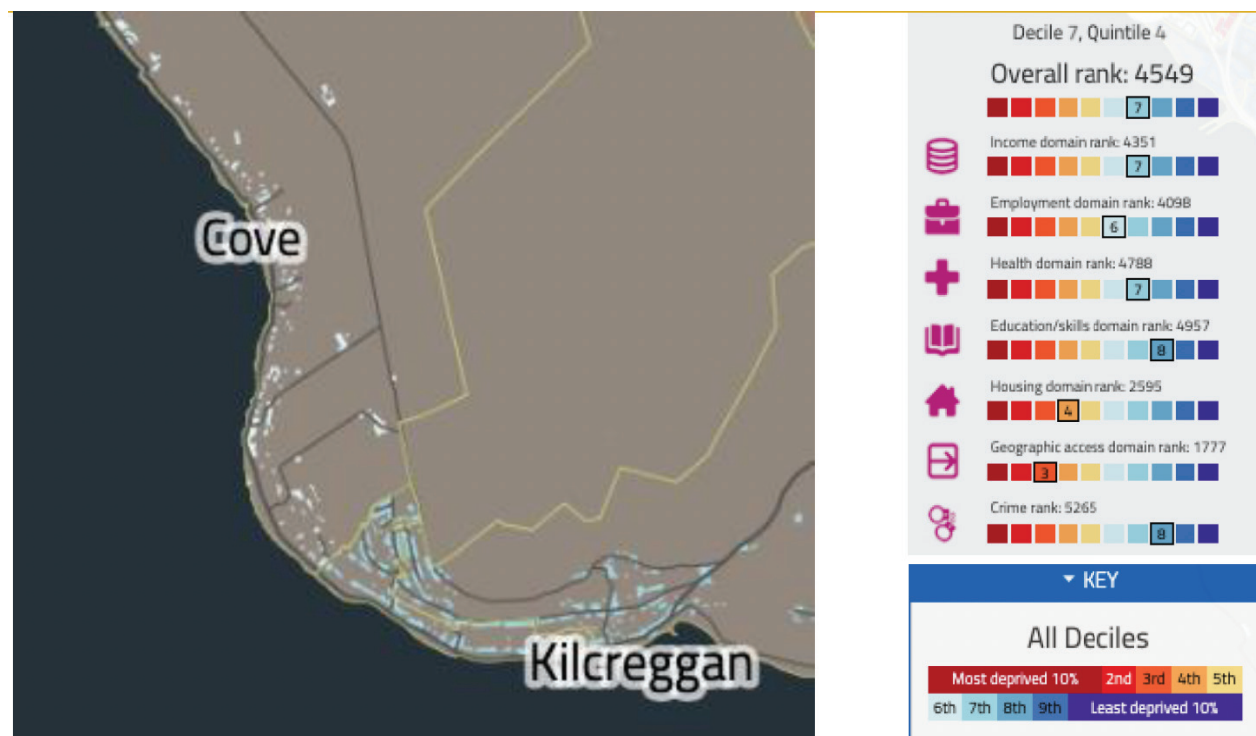 Cove
Kilcreggan
Decile 7, Quintile 4
Overall rank: 4549
7
Income domain rank: 4351
7
Employment domain rank: 4098
6
Health domain rank: 4788
7
Education/skills domain rank: 4957
8
Housing domain rank: 2595
4
Geographic access domain rank: 1777
3
Crime rank: 5265
8
KEY
All Deciles
Most deprived 10% 2nd 3rd 4th 5th
6th 7th 8th 9th Least deprived 10%